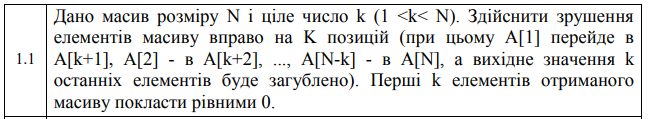 Дано масив розміру N і ціле число k (1 <k< N). Здійснити зрушення
елементів масиву вправо на K позицій (при цьому A[1] перейде в
1.1 A[k+1], A[2] - в A[k+2], ..., A[N-k] - в A[N], а вихідне значення k
останніх елементів буде загублено). Перші k елементів отриманого
масиву покласти рівними 0.